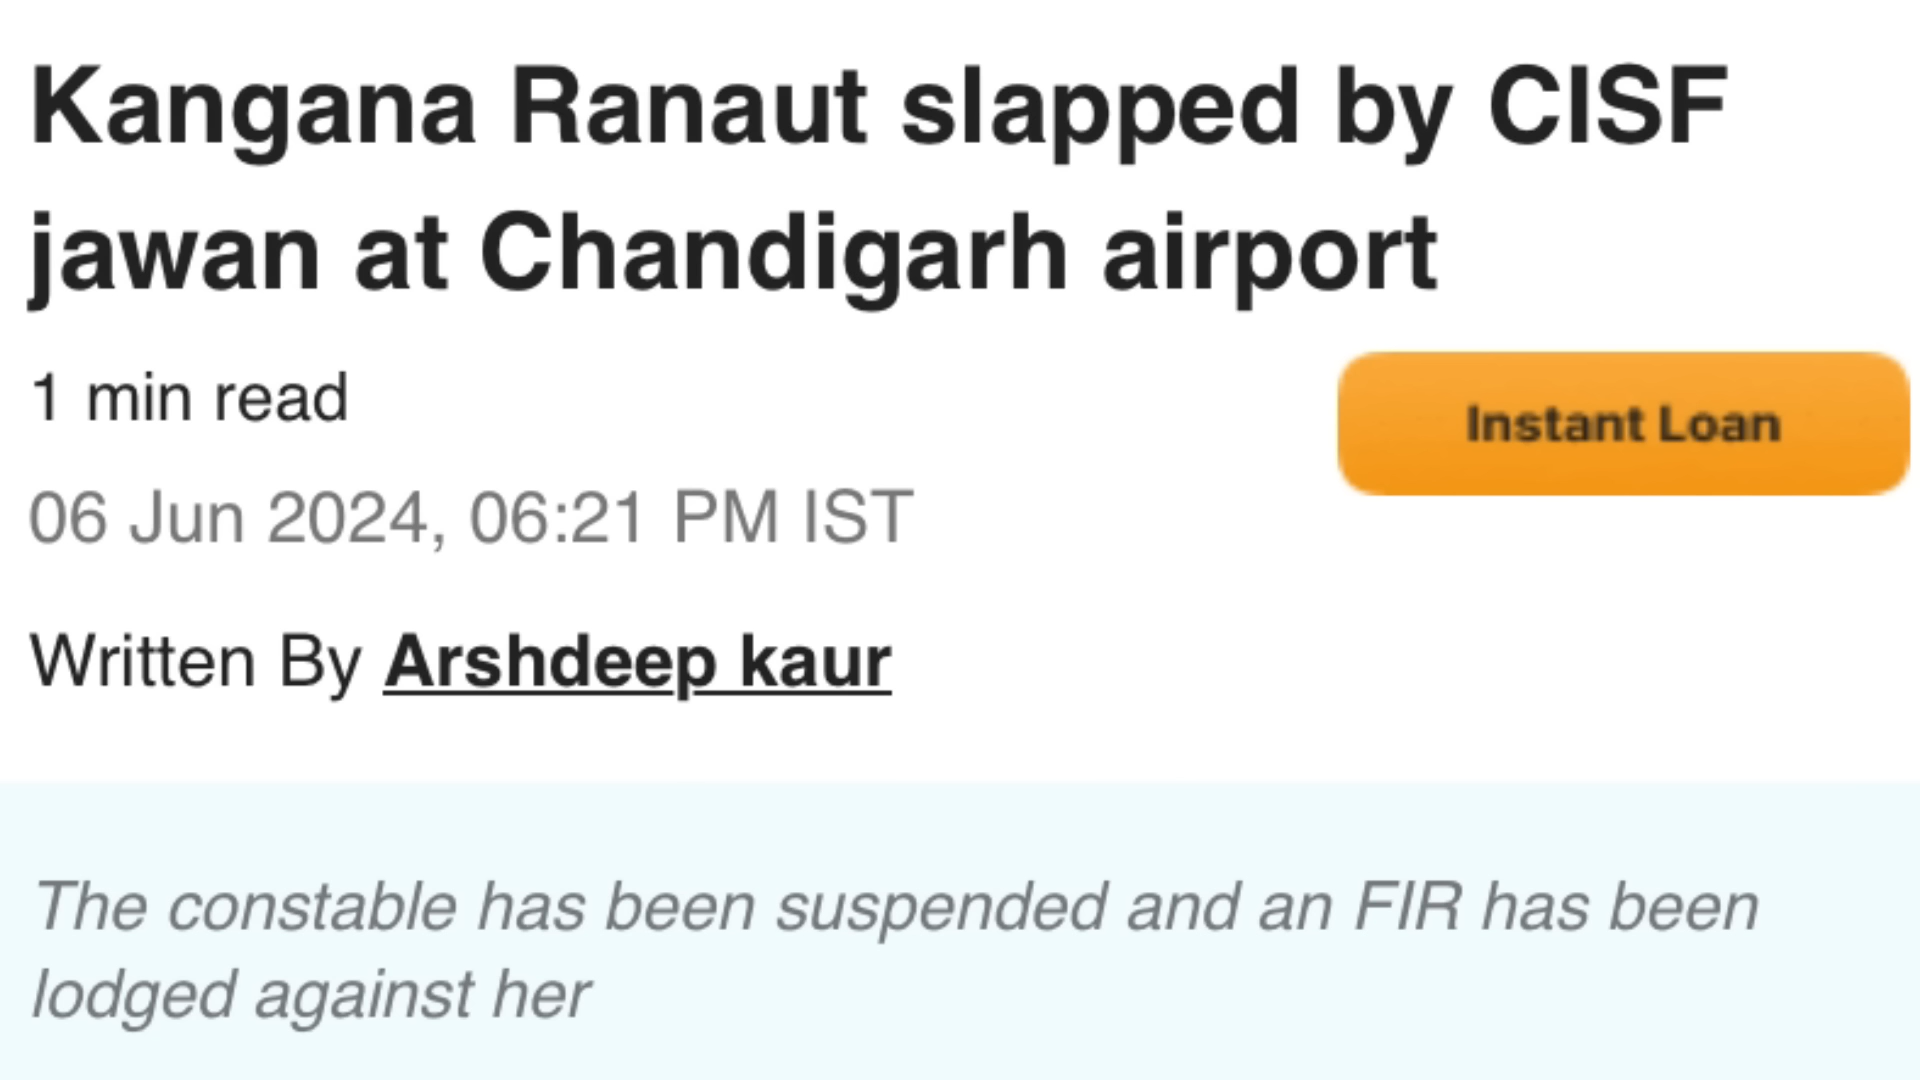 Kangana Ranaut slapped by CISF
jawan at Chandigarh airport
1 min read
Instant Loan
06 Jun 2024, 06:21 PM IST
Written By Arshdeep kaur
The constable has been suspended and an FIR has been
lodged against her